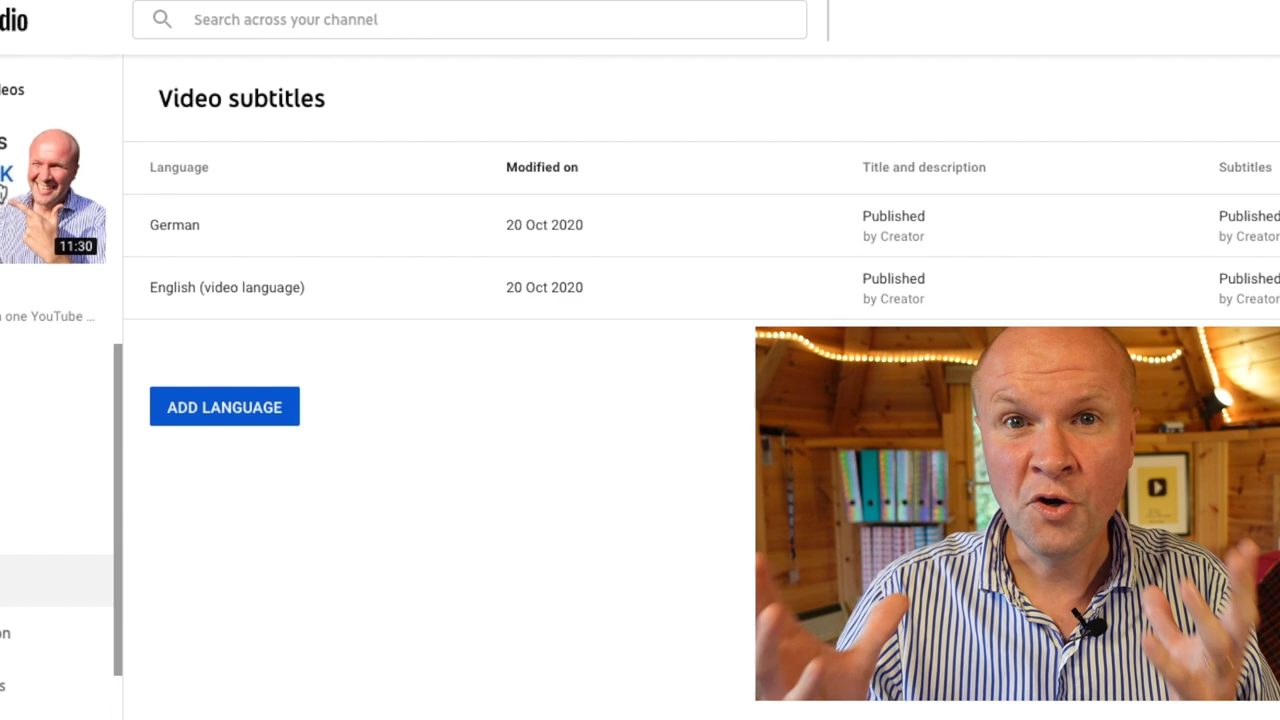 dio
Search across your channel
deos
Video subtitles
S
K
11:30
Language Modified on Title and description Subtitles
German 20 Oct 2020 Published Published
by Creator by Creator
English (video language) 20 Oct 2020 Published Published
by Creator by Creator
one YouTube ...
ADD LANGUAGE
on
s